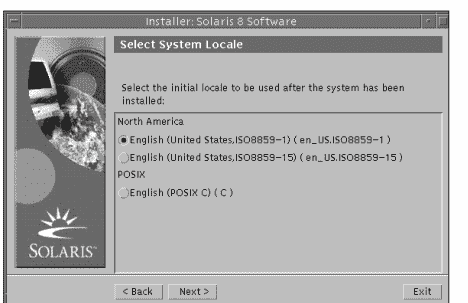 Installer: Solaris 8 Software
Select System Locale
Select the initial locale to be used after the system has been
installed:
North America
English (United States,ISO8859-1) ( en_US.ISO8859-1 )
English (United States,ISO8859-15) ( en_US.ISO8859-15 )
POSIX
English (POSIX C) ( C )
SOLARIS™
< Back
Next >
Exit